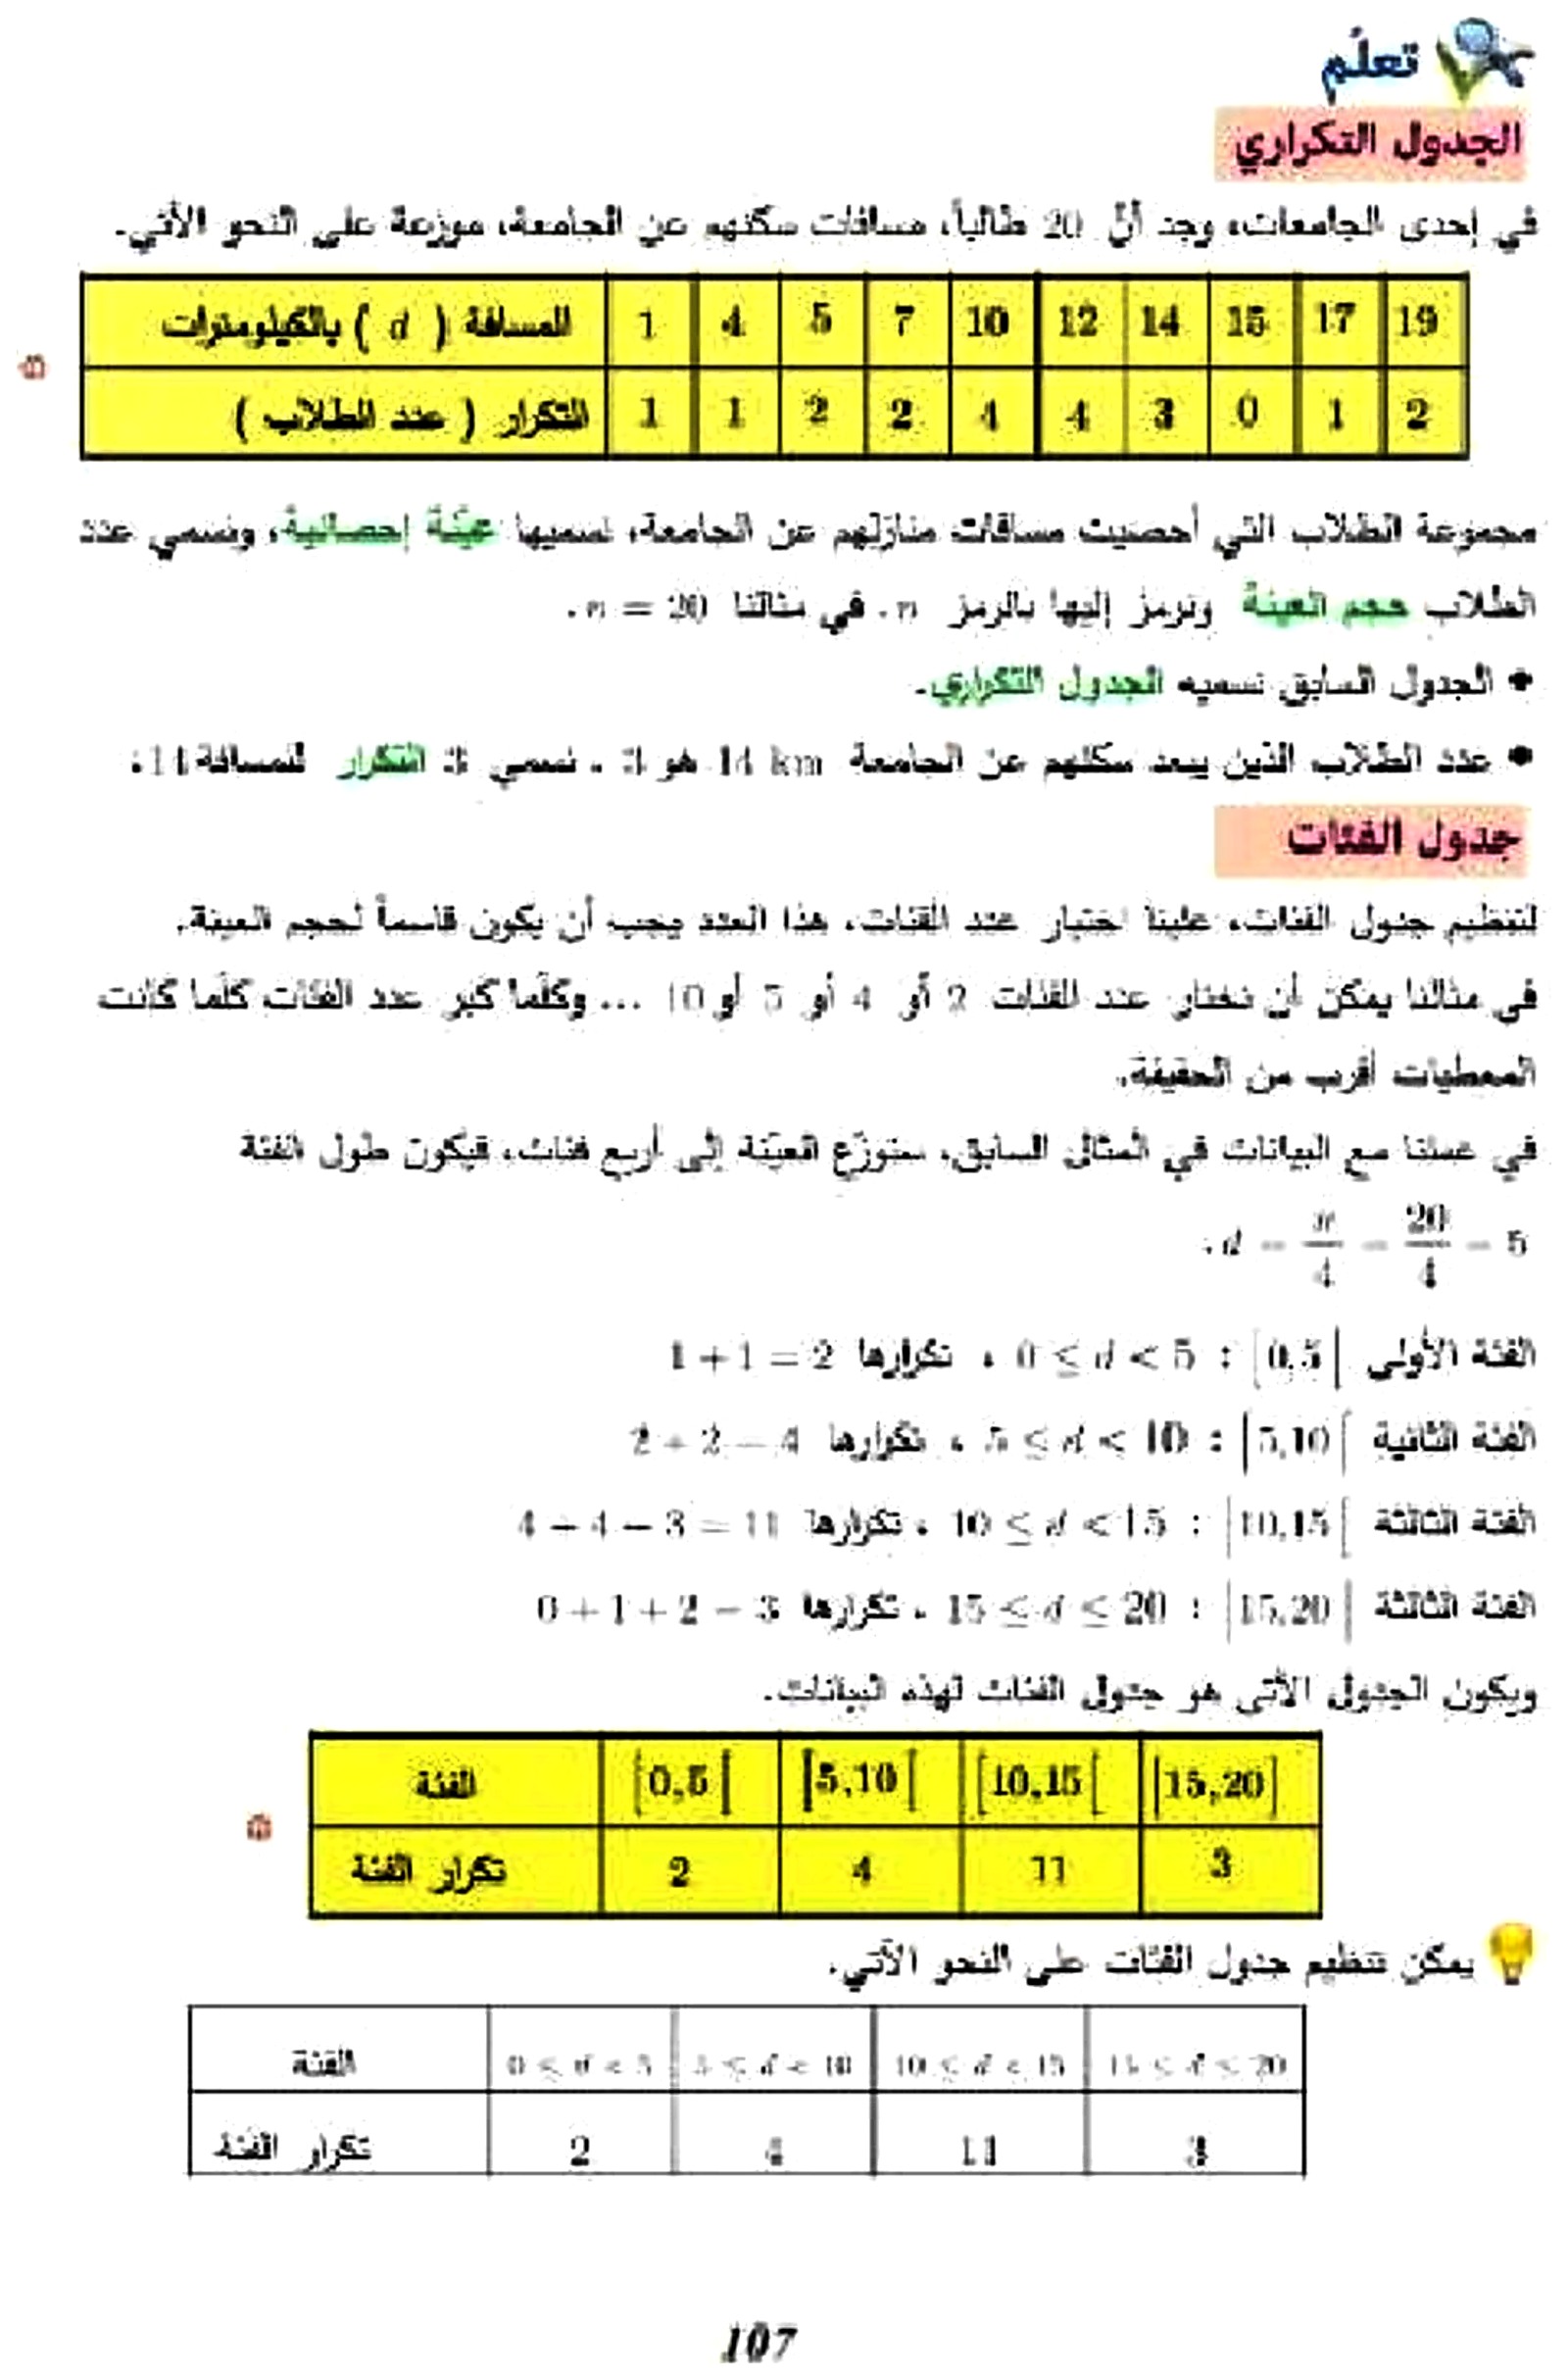 تعلّم
الجدول التكراري
في إحدى الجامعات، وجد أنّ 20 طالباً، مسافات سكنهم عن الجامعة، موزعة على النحو الآتي.
المسافة ( d ) بالكيلومترات 1 4 5 7 10 12 14 15 17 19
التكرار ( عدد الطلاب ) 1 1 2 2 4 4 3 0 1 2
مجموعة الطلاب التي أحصيت مسافات منازلهم عن الجامعة، نسميها عيّنة إحصائية، ونسمي عدد
الطلاب حجم العينة ونرمز إليها بالرمز n. في مثالنا n = 20.
• الجدول السابق نسميه الجدول التكراري.
• عدد الطلاب الذين يبعد سكنهم عن الجامعة 14 km هو 3. نسمي 3 التكرار للمسافة 14.
جدول الفئات
لتنظيم جدول الفئات، علينا اختيار عدد الفئات، هذا العدد يجب أن يكون قاسماً لحجم العينة.
في مثالنا يمكن أن نختار عدد الفئات 2 أو 4 أو 5 أو 10 ... وكلّما كبر عدد الفئات كلّما كانت
المعطيات أقرب من الحقيقة.
في عملنا مع البيانات في المثال السابق، سنوزّع العيّنة إلى أربع فئات، فيكون طول الفئة
d = n/4 = 20/4 = 5.
الفئة الأولى [0,5[ : 0 ≤ d < 5 ، تكرارها 1 + 1 = 2
الفئة الثانية [5,10[ : 5 ≤ d < 10 ، تكرارها 2 + 2 = 4
الفئة الثالثة [10,15[ : 10 ≤ d < 15 ، تكرارها 4 + 4 + 3 = 11
الفئة الثالثة [15,20] : 15 ≤ d ≤ 20 ، تكرارها 0 + 1 + 2 = 3
ويكون الجدول الآتي هو جدول الفئات لهذه البيانات.
الفئة [0,5[ [5,10[ [10,15[ [15,20]
تكرار الفئة 2 4 11 3
يمكن تنظيم جدول الفئات على النحو الآتي.
الفئة 0 ≤ d < 5 5 ≤ d < 10 10 ≤ d < 15 15 ≤ d ≤ 20
تكرار الفئة 2 4 11 3
107